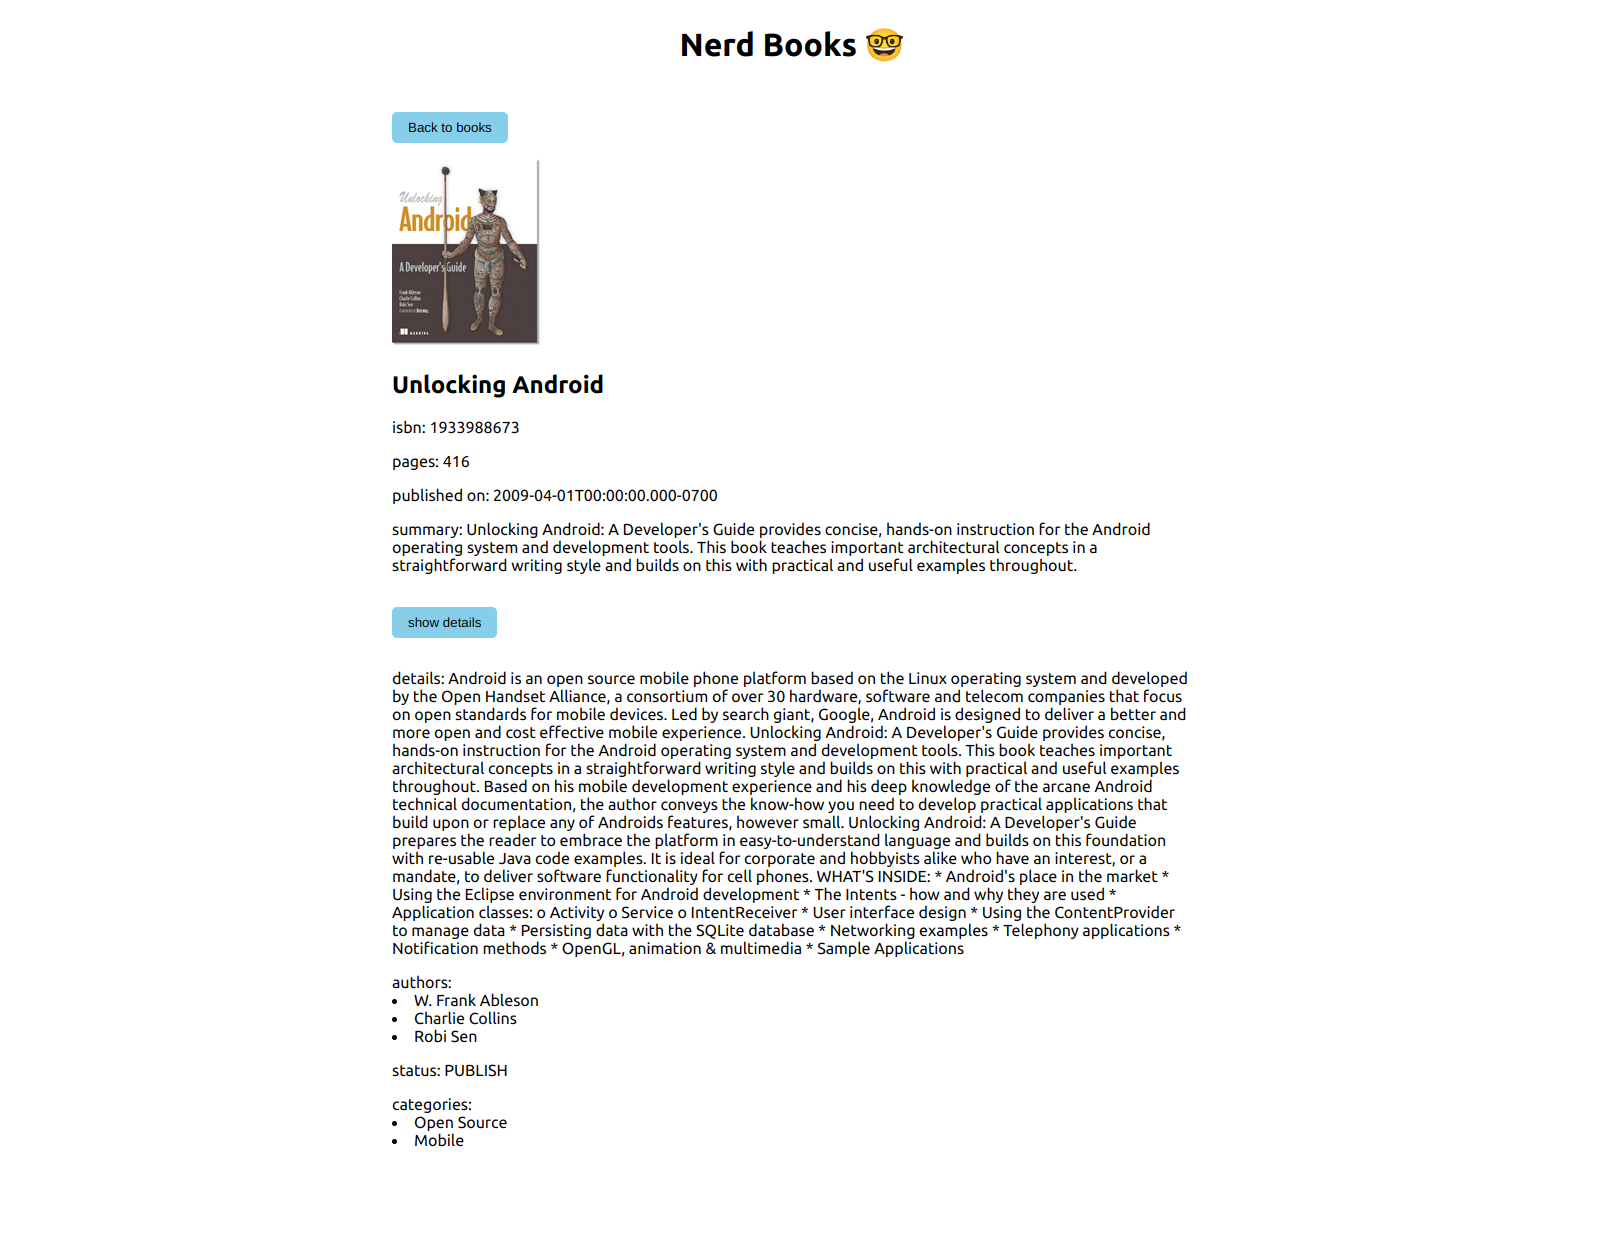 Nerd Books 🤓
Back to books
Unlocking
Android
A Developer's Guide
Frank Ableson
Charlie Collins
Robi Sen
MANNING
Unlocking Android
isbn: 1933988673
pages: 416
published on: 2009-04-01T00:00:00.000-0700
summary: Unlocking Android: A Developer's Guide provides concise, hands-on instruction for the Android
operating system and development tools. This book teaches important architectural concepts in a
straightforward writing style and builds on this with practical and useful examples throughout.
show details
details: Android is an open source mobile phone platform based on the Linux operating system and developed
by the Open Handset Alliance, a consortium of over 30 hardware, software and telecom companies that focus
on open standards for mobile devices. Led by search giant, Google, Android is designed to deliver a better and
more open and cost effective mobile experience. Unlocking Android: A Developer's Guide provides concise,
hands-on instruction for the Android operating system and development tools. This book teaches important
architectural concepts in a straightforward writing style and builds on this with practical and useful examples
throughout. Based on his mobile development experience and his deep knowledge of the arcane Android
technical documentation, the author conveys the know-how you need to develop practical applications that
build upon or replace any of Androids features, however small. Unlocking Android: A Developer's Guide
prepares the reader to embrace the platform in easy-to-understand language and builds on this foundation
with re-usable Java code examples. It is ideal for corporate and hobbyists alike who have an interest, or a
mandate, to deliver software functionality for cell phones. WHAT'S INSIDE: * Android's place in the market *
Using the Eclipse environment for Android development * The Intents - how and why they are used *
Application classes: o Activity o Service o IntentReceiver * User interface design * Using the ContentProvider
to manage data * Persisting data with the SQLite database * Networking examples * Telephony applications *
Notification methods * OpenGL, animation & multimedia * Sample Applications
authors:
• W. Frank Ableson
• Charlie Collins
• Robi Sen
status: PUBLISH
categories:
• Open Source
• Mobile